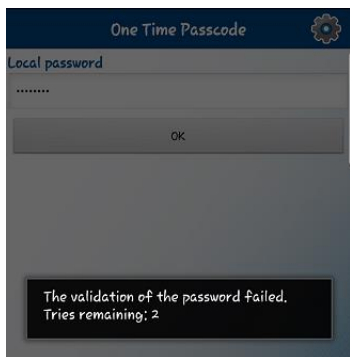 One Time Passcode
Local password
........
OK
The validation of the password failed.
Tries remaining: 2